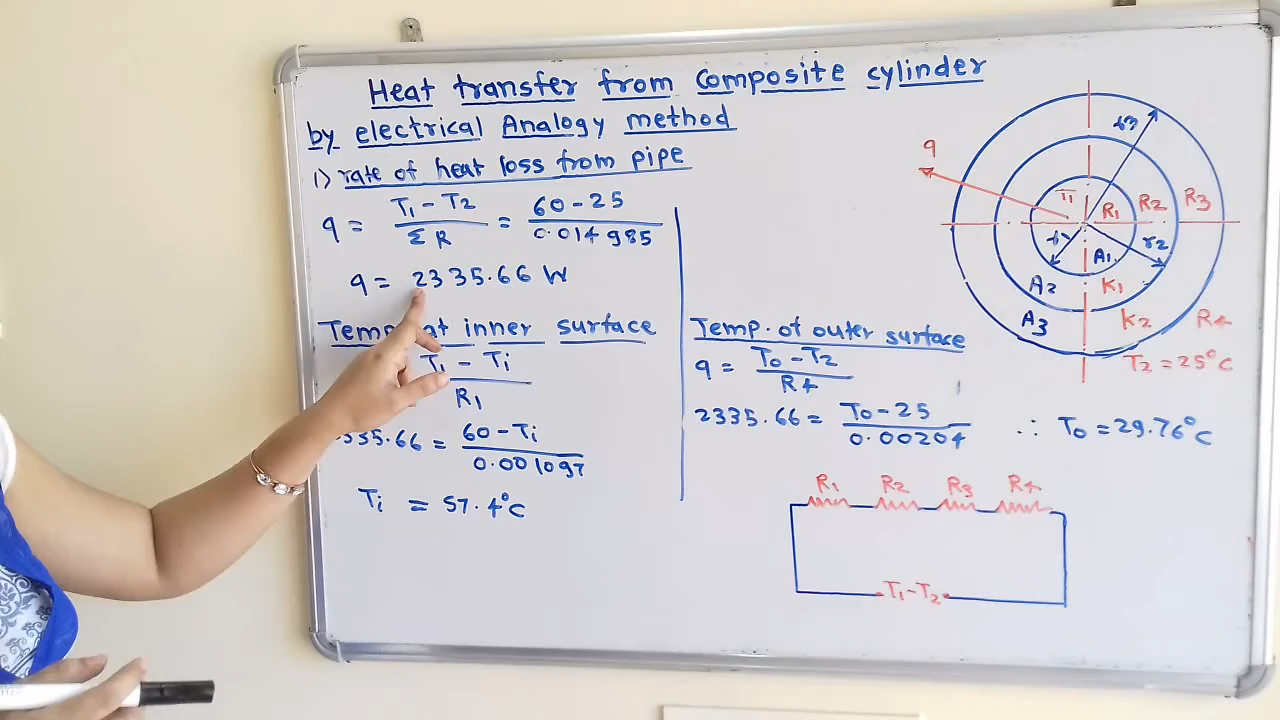 Heat transfer from composite cylinder
by electrical Analogy method
1) rate of heat loss from pipe
q = T1 - T2 / ΣR = 60 - 25 / 0.014985
q = 2335.66 W
Temp. at inner surface
T1 - Ti / R1
335.66 = 60 - Ti / 0.001097
Ti = 57.4°C
Temp. of outer surface
q = To - T2 / R4
2335.66 = To - 25 / 0.00204 ∴ To = 29.76°C
q
r3
T1
R1
R2
R3
r2
A1
A2
K1
A3
K2
R4
T2 = 25°C
R1 R2 R3 R4
T1 - T2